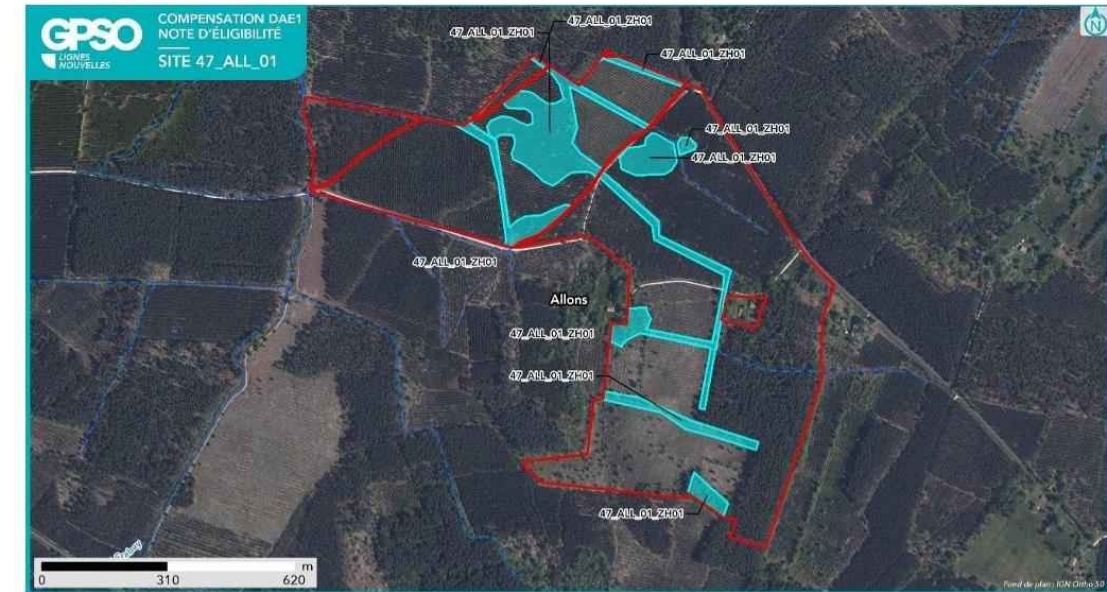 GPSO
LIGNES
NOUVELLES
COMPENSATION DAE1
NOTE D'ÉLIGIBILITÉ
SITE 47_ALL_01
N
47_ALL_01_ZH01
47_ALL_01_ZH01
47_ALL_01_ZH01
47_ALL_01_ZH01
47_ALL_01_ZH01
47_ALL_01_ZH01
Allons
47_ALL_01_ZH01
47_ALL_01_ZH01
47_ALL_01_ZH01
m
0
310
620
Fond de plan : IGN Ortho 50